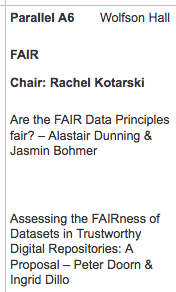 Parallel A6 Wolfson Hall
FAIR
Chair: Rachel Kotarski
Are the FAIR Data Principles
fair? – Alastair Dunning &
Jasmin Bohmer
Assessing the FAIRness of
Datasets in Trustworthy
Digital Repositories: A
Proposal – Peter Doorn &
Ingrid Dillo